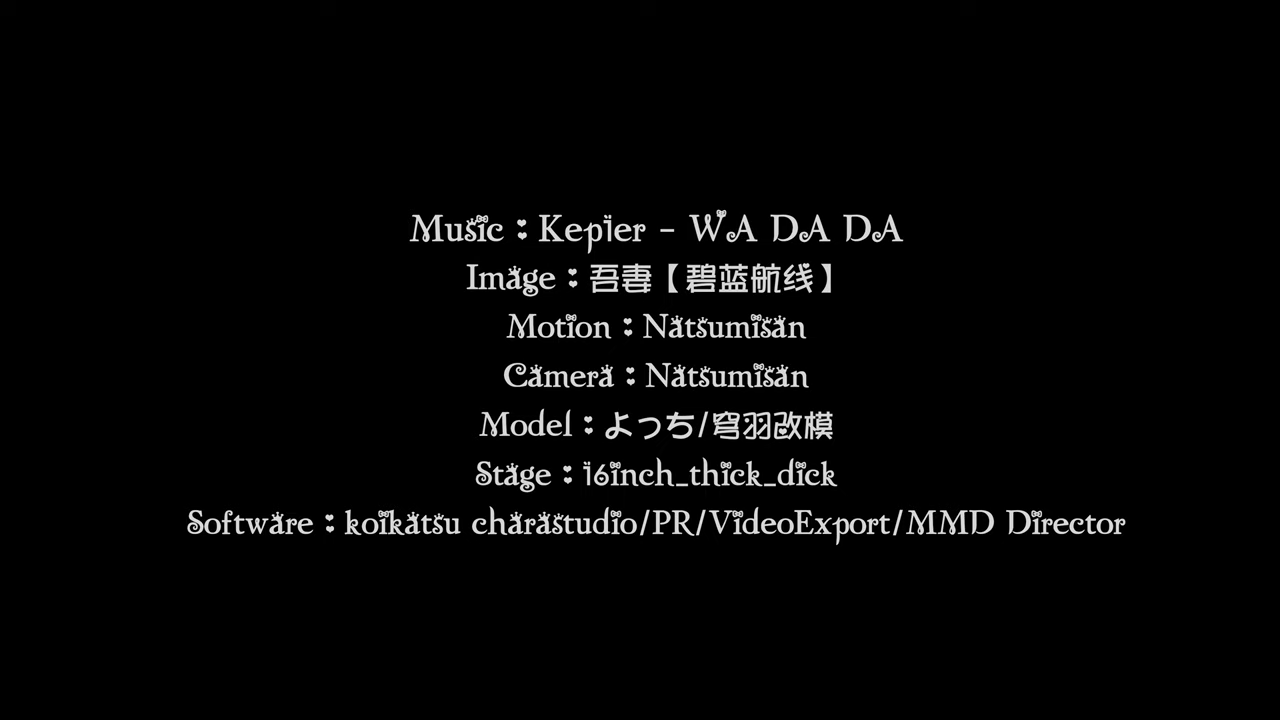 Music : Kepier - WA DA DA
Image : 吾妻【碧蓝航线】
Motion : Natsumisan
Camera : Natsumisan
Model : よっち/穹羽改模
Stage : 16inch_thick_dick
Software : koikatsu charastudio/PR/VideoExport/MMD Director